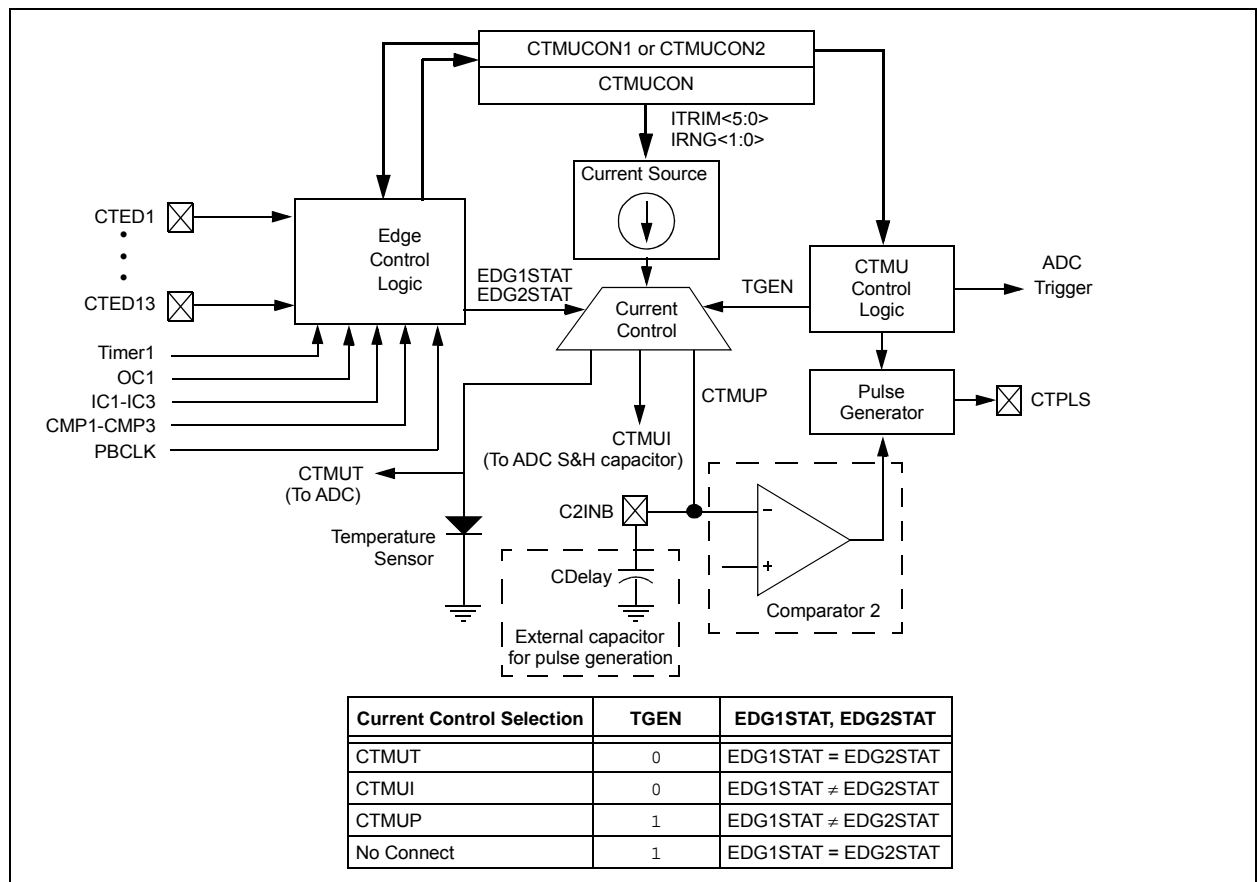 CTMUCON1 or CTMUCON2
CTMUCON
ITRIM<5:0>
IRNG<1:0>
Current Source
CTED1
CTED13
Edge
Control
Logic
EDG1STAT
EDG2STAT
Current
Control
TGEN
CTMU
Control
Logic
ADC
Trigger
Timer1
OC1
IC1-IC3
CMP1-CMP3
PBCLK
CTMUP
Pulse
Generator
CTPLS
CTMUT
(To ADC)
CTMUI
(To ADC S&H capacitor)
C2INB
Temperature
Sensor
CDelay
External capacitor
for pulse generation
−
+
Comparator 2
Current Control Selection TGEN EDG1STAT, EDG2STAT
CTMUT 0 EDG1STAT = EDG2STAT
CTMUI 0 EDG1STAT ≠ EDG2STAT
CTMUP 1 EDG1STAT ≠ EDG2STAT
No Connect 1 EDG1STAT = EDG2STAT